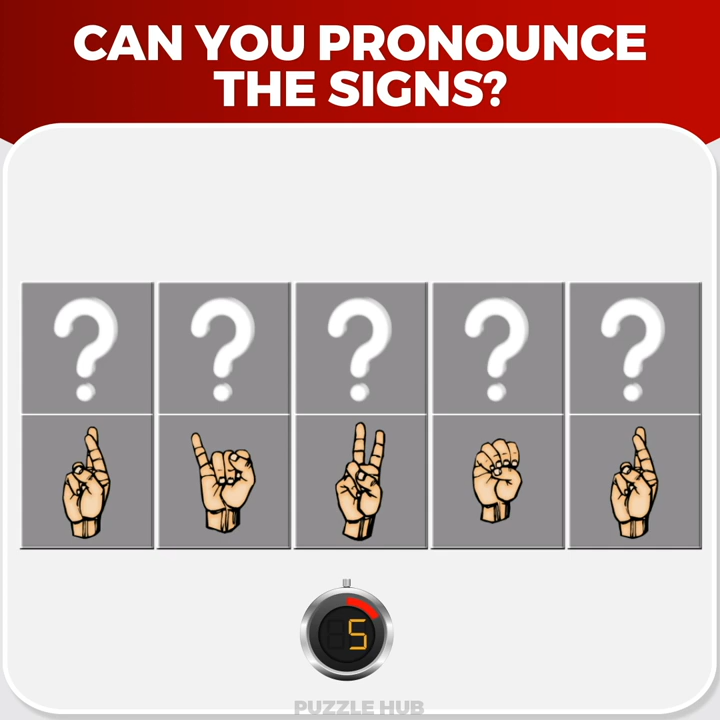 CAN YOU PRONOUNCE
THE SIGNS?
? ? ? ? ?
5
PUZZLE HUB